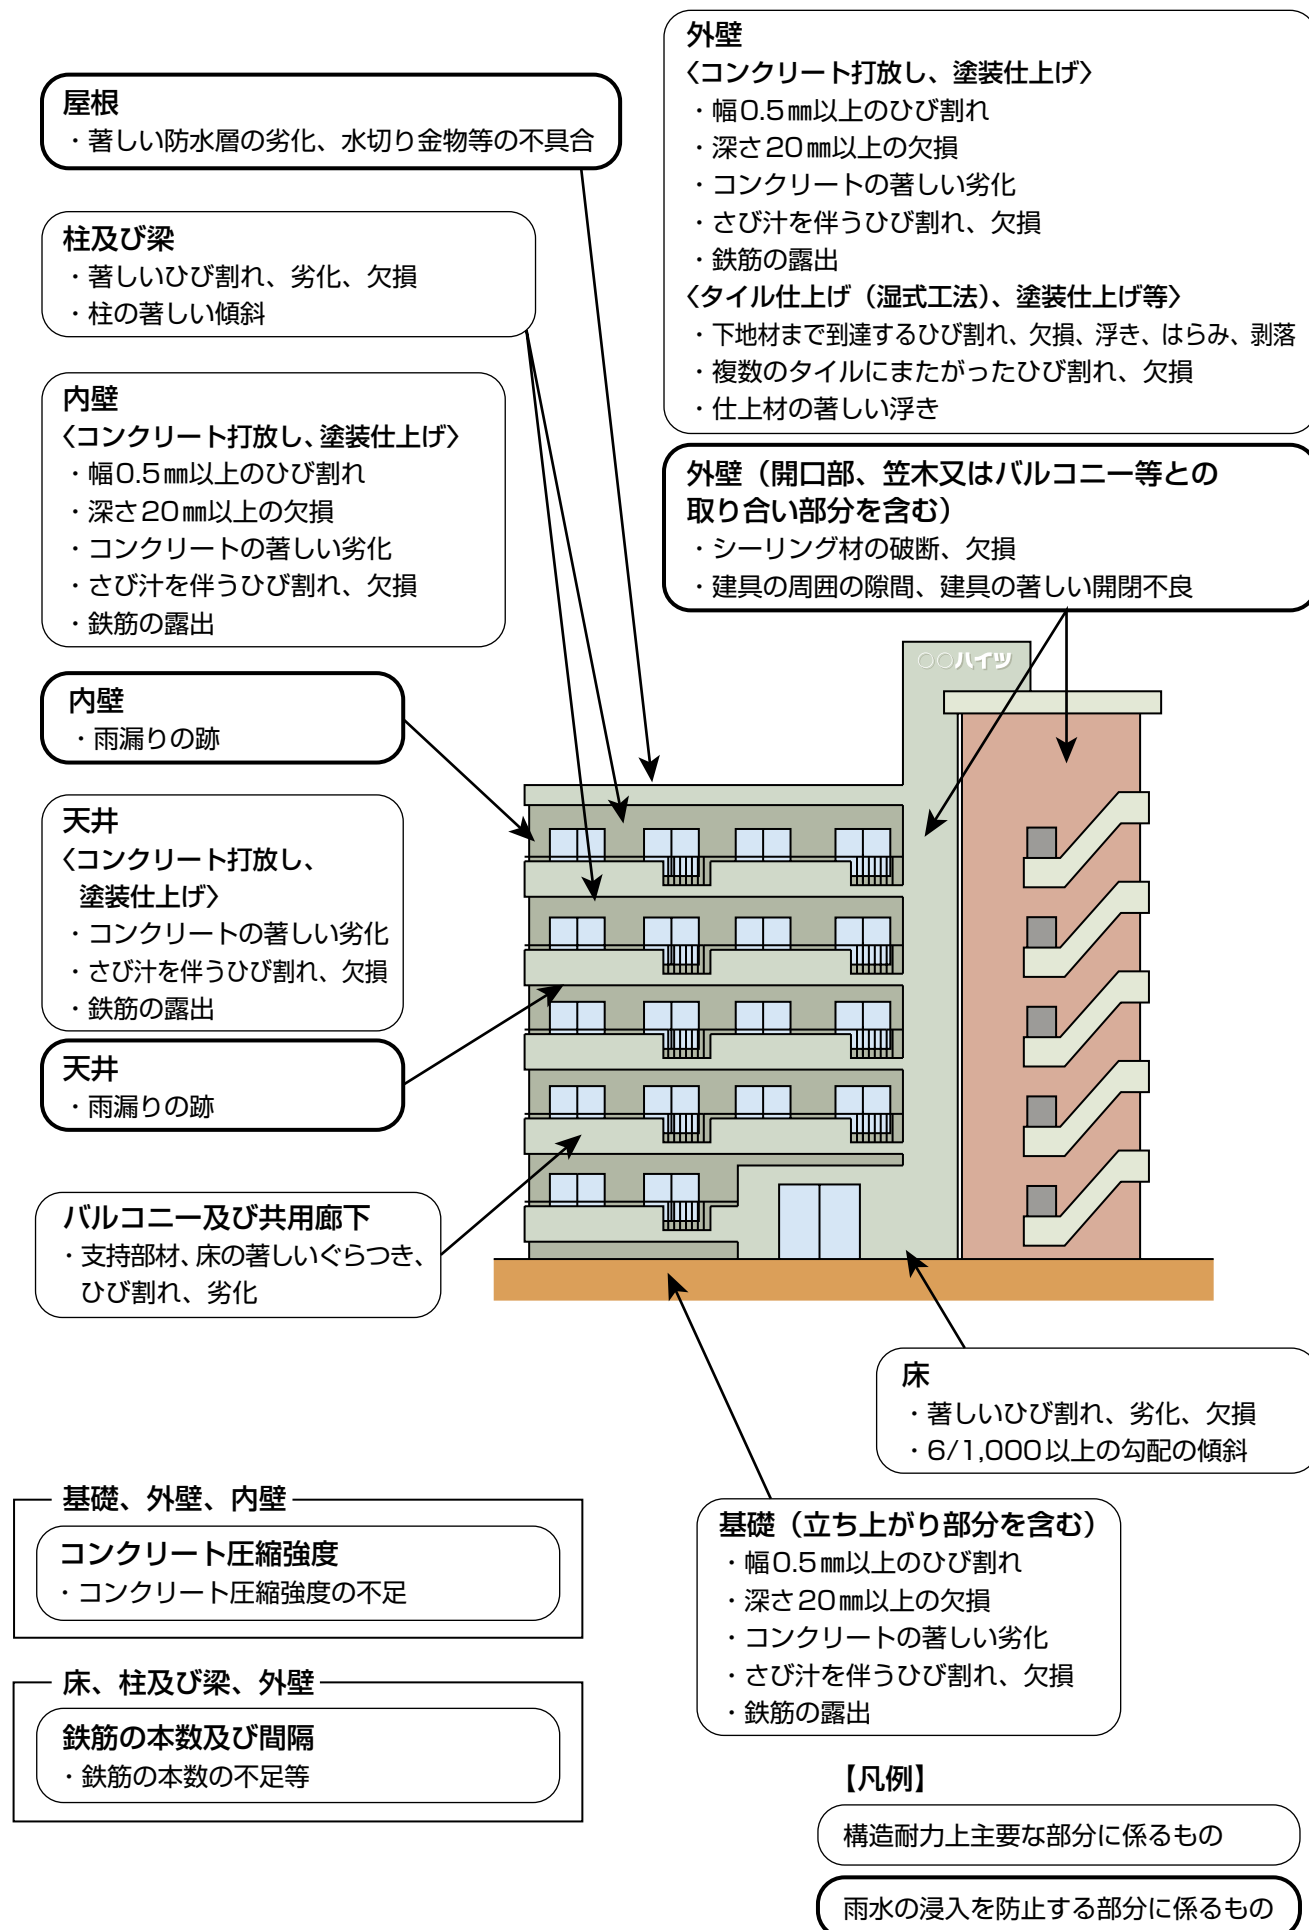 屋根
・著しい防水層の劣化、水切り金物等の不具合
柱及び梁
・著しいひび割れ、劣化、欠損
・柱の著しい傾斜
内壁
〈コンクリート打放し、塗装仕上げ〉
・幅0.5㎜以上のひび割れ
・深さ20㎜以上の欠損
・コンクリートの著しい劣化
・さび汁を伴うひび割れ、欠損
・鉄筋の露出
内壁
・雨漏りの跡
天井
〈コンクリート打放し、
塗装仕上げ〉
・コンクリートの著しい劣化
・さび汁を伴うひび割れ、欠損
・鉄筋の露出
天井
・雨漏りの跡
バルコニー及び共用廊下
・支持部材、床の著しいぐらつき、
ひび割れ、劣化
外壁
〈コンクリート打放し、塗装仕上げ〉
・幅0.5㎜以上のひび割れ
・深さ20㎜以上の欠損
・コンクリートの著しい劣化
・さび汁を伴うひび割れ、欠損
・鉄筋の露出
〈タイル仕上げ（湿式工法）、塗装仕上げ等〉
・下地材まで到達するひび割れ、欠損、浮き、はらみ、剥落
・複数のタイルにまたがったひび割れ、欠損
・仕上材の著しい浮き
外壁（開口部、笠木又はバルコニー等との
取り合い部分を含む）
・シーリング材の破断、欠損
・建具の周囲の隙間、建具の著しい開閉不良
○○ハイツ
床
・著しいひび割れ、劣化、欠損
・6/1,000以上の勾配の傾斜
基礎（立ち上がり部分を含む）
・幅0.5㎜以上のひび割れ
・深さ20㎜以上の欠損
・コンクリートの著しい劣化
・さび汁を伴うひび割れ、欠損
・鉄筋の露出
基礎、外壁、内壁
コンクリート圧縮強度
・コンクリート圧縮強度の不足
床、柱及び梁、外壁
鉄筋の本数及び間隔
・鉄筋の本数の不足等
【凡例】
構造耐力上主要な部分に係るもの
雨水の浸入を防止する部分に係るもの